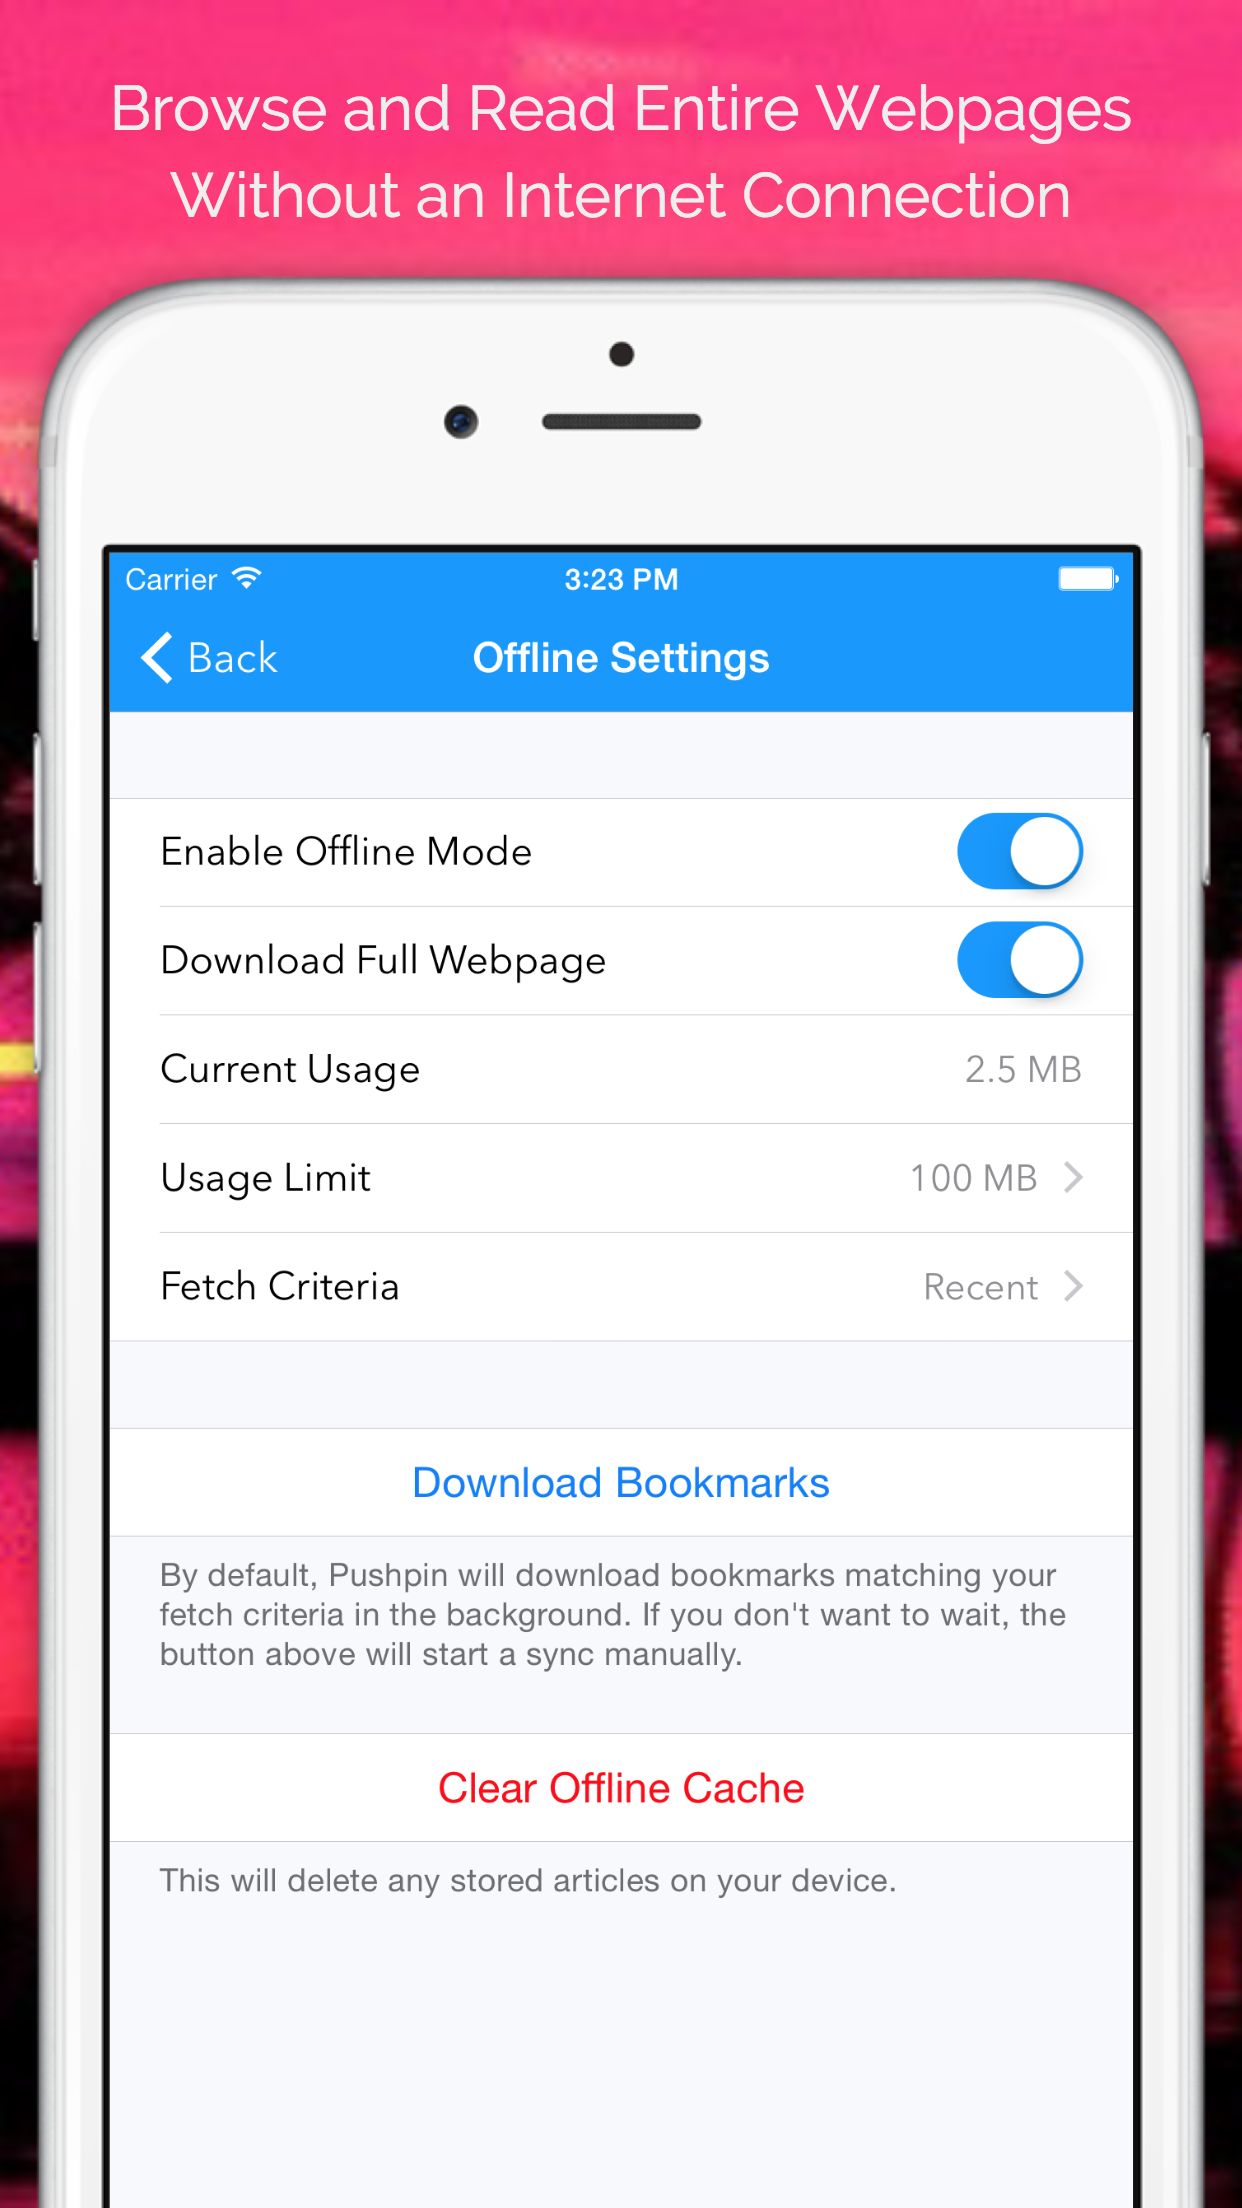 Browse and Read Entire Webpages
Without an Internet Connection
Carrier
3:23 PM
Back
Offline Settings
Enable Offline Mode
Download Full Webpage
Current Usage
2.5 MB
Usage Limit
100 MB
Fetch Criteria
Recent
Download Bookmarks
By default, Pushpin will download bookmarks matching your
fetch criteria in the background. If you don't want to wait, the
button above will start a sync manually.
Clear Offline Cache
This will delete any stored articles on your device.